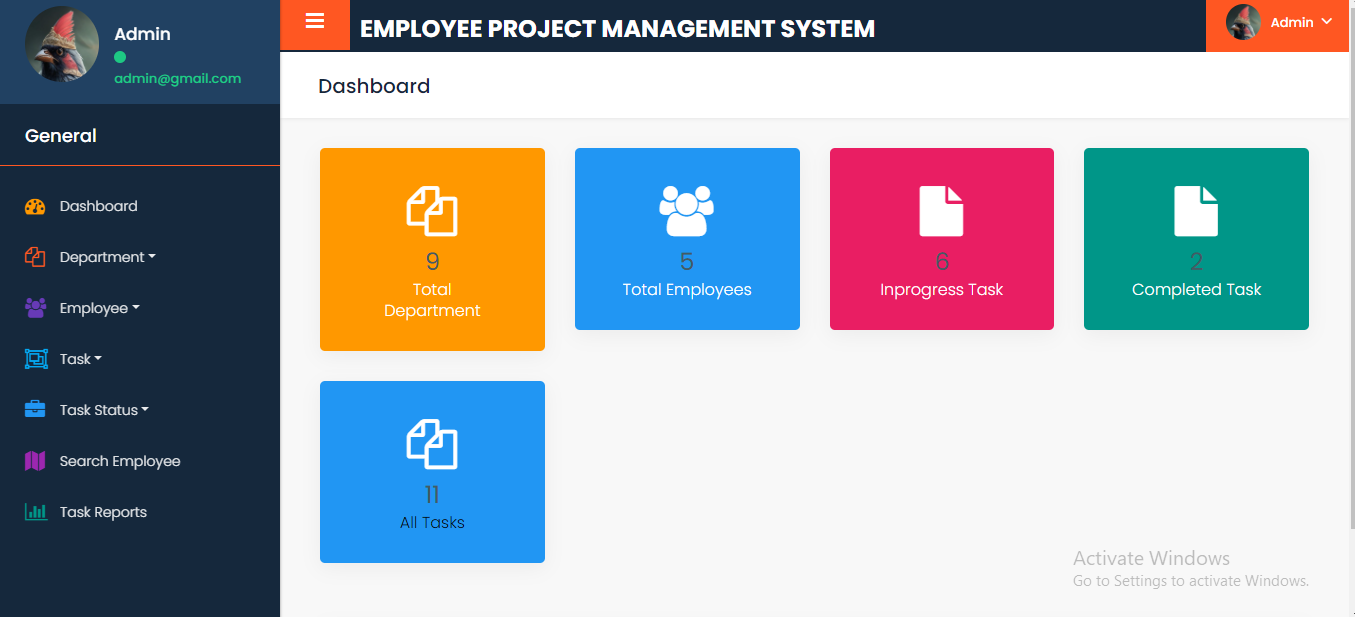 Admin
admin@gmail.com
General
Dashboard
Department
Employee
Task
Task Status
Search Employee
Task Reports
EMPLOYEE PROJECT MANAGEMENT SYSTEM
Admin
Dashboard
9
Total
Department
5
Total Employees
6
Inprogress Task
2
Completed Task
11
All Tasks
Activate Windows
Go to Settings to activate Windows.